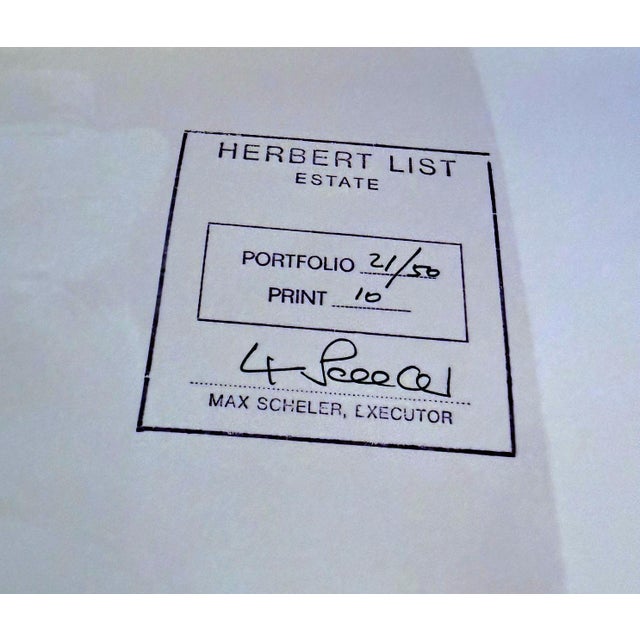 HERBERT LIST
ESTATE
PORTFOLIO 21/50
PRINT 10
MAX SCHELER, EXECUTOR